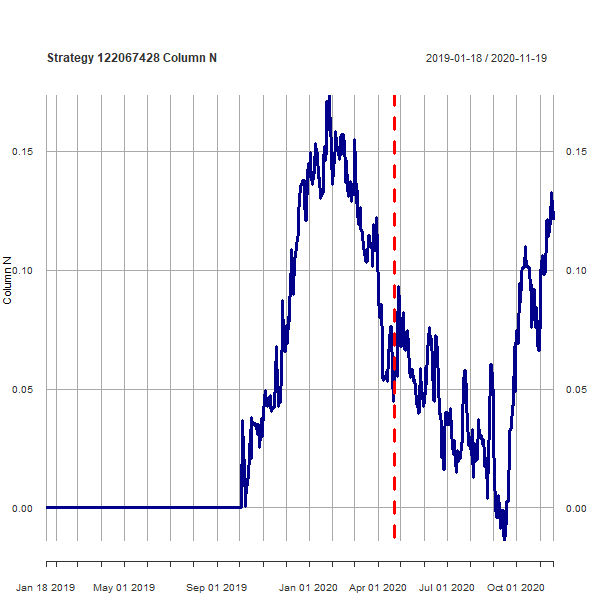 Strategy 122067428 Column N
2019-01-18 / 2020-11-19
0.15
0.15
0.10
0.10
Column N
0.05
0.05
0.00
0.00
Jan 18 2019
May 01 2019
Sep 01 2019
Jan 01 2020
Apr 01 2020
Jul 01 2020
Oct 01 2020